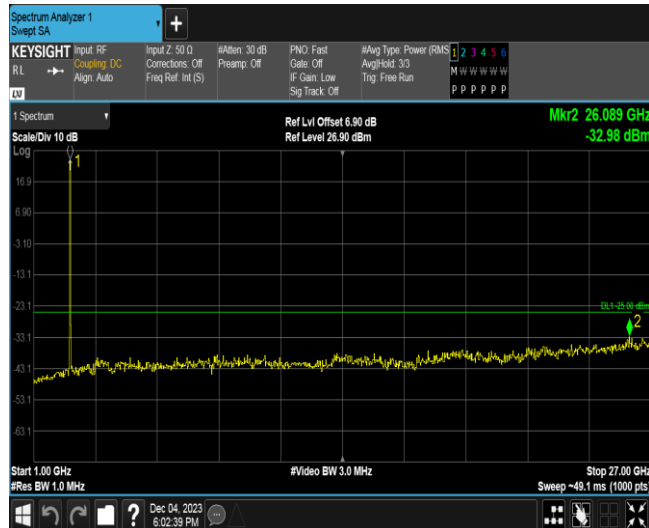 Spectrum Analyzer 1
Swept SA
+
KEYSIGHT Input: RF Input Z: 50 Ω #Atten: 30 dB PNO: Fast #Avg Type: Power (RMS 1 2 3 4 5 6
RL Coupling: DC Corrections: Off Preamp: Off Gate: Off Avg|Hold: 3/3 M W W W W W
Align: Auto Freq Ref: Int (S) IF Gain: Low Trig: Free Run
Sig Track: Off P P P P P P
LXI
1 Spectrum
Ref Lvl Offset 6.90 dB Mkr2 26.089 GHz
Scale/Div 10 dB Ref Level 26.90 dBm -32.98 dBm
Log
1
16.9
6.90
-3.10
-13.1
-23.1
DL1 -25.00 dBm
2
-33.1
-43.1
-53.1
-63.1
Start 1.00 GHz #Video BW 3.0 MHz Stop 27.00 GHz
#Res BW 1.0 MHz Sweep ~49.1 ms (1000 pts)
? Dec 04, 2023
6:02:39 PM